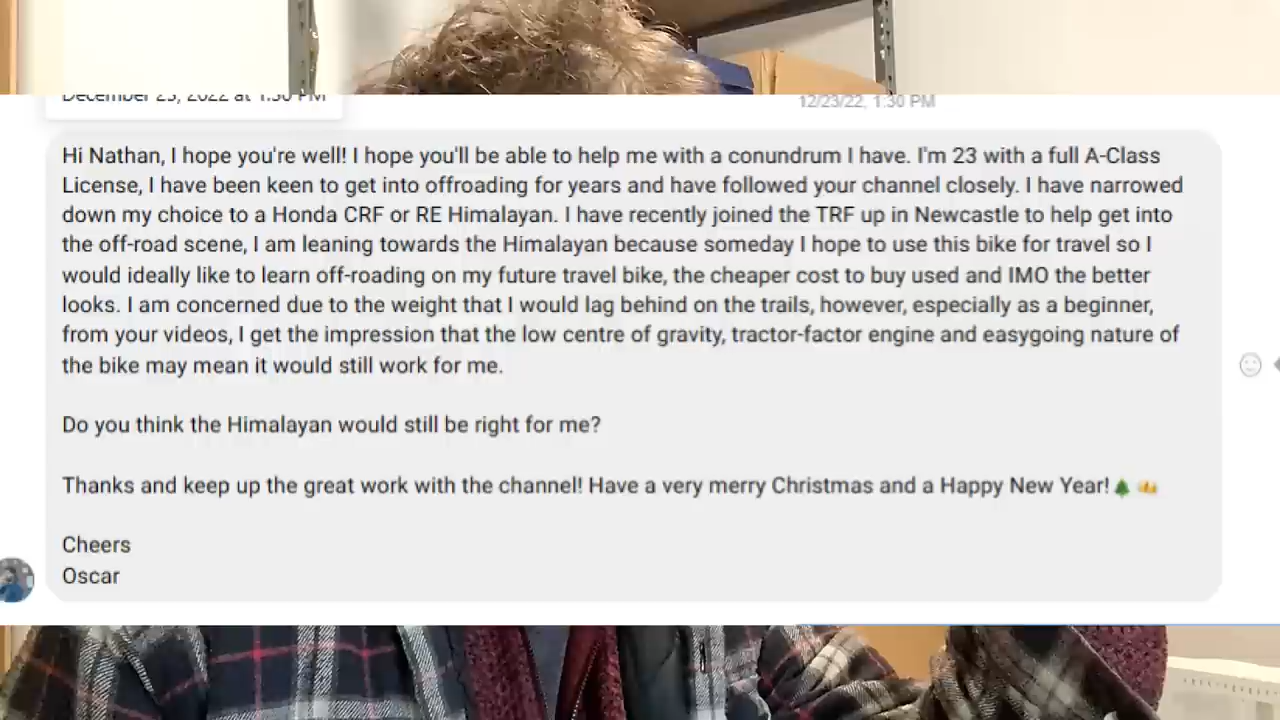 December 23, 2022 at 1:30 PM
12/23/22, 1:30 PM
Hi Nathan, I hope you're well! I hope you'll be able to help me with a conundrum I have. I'm 23 with a full A-Class
License, I have been keen to get into offroading for years and have followed your channel closely. I have narrowed
down my choice to a Honda CRF or RE Himalayan. I have recently joined the TRF up in Newcastle to help get into
the off-road scene, I am leaning towards the Himalayan because someday I hope to use this bike for travel so I
would ideally like to learn off-roading on my future travel bike, the cheaper cost to buy used and IMO the better
looks. I am concerned due to the weight that I would lag behind on the trails, however, especially as a beginner,
from your videos, I get the impression that the low centre of gravity, tractor-factor engine and easygoing nature of
the bike may mean it would still work for me.
Do you think the Himalayan would still be right for me?
Thanks and keep up the great work with the channel! Have a very merry Christmas and a Happy New Year!🎄🍻
Cheers
Oscar